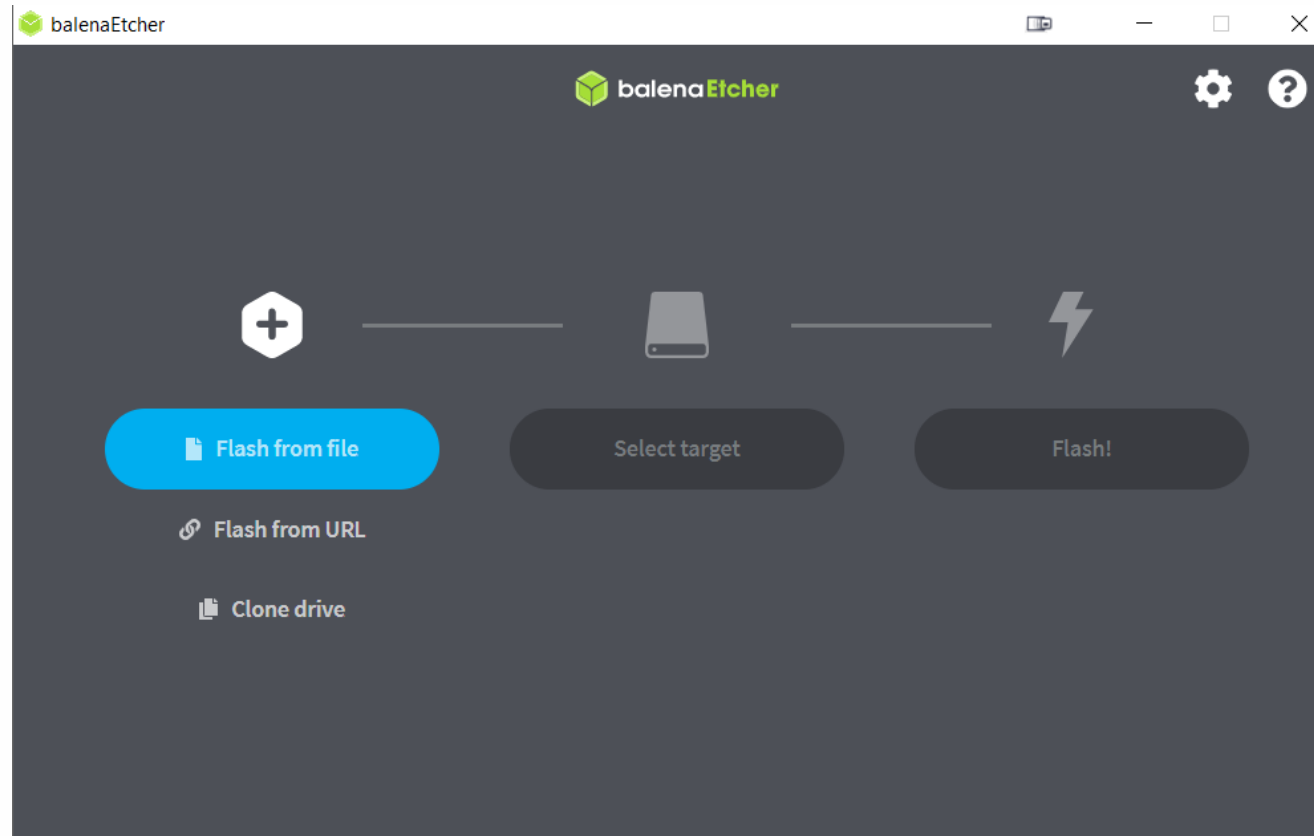 balenaEtcher
balenaEtcher
Flash from file
Select target
Flash!
Flash from URL
Clone drive